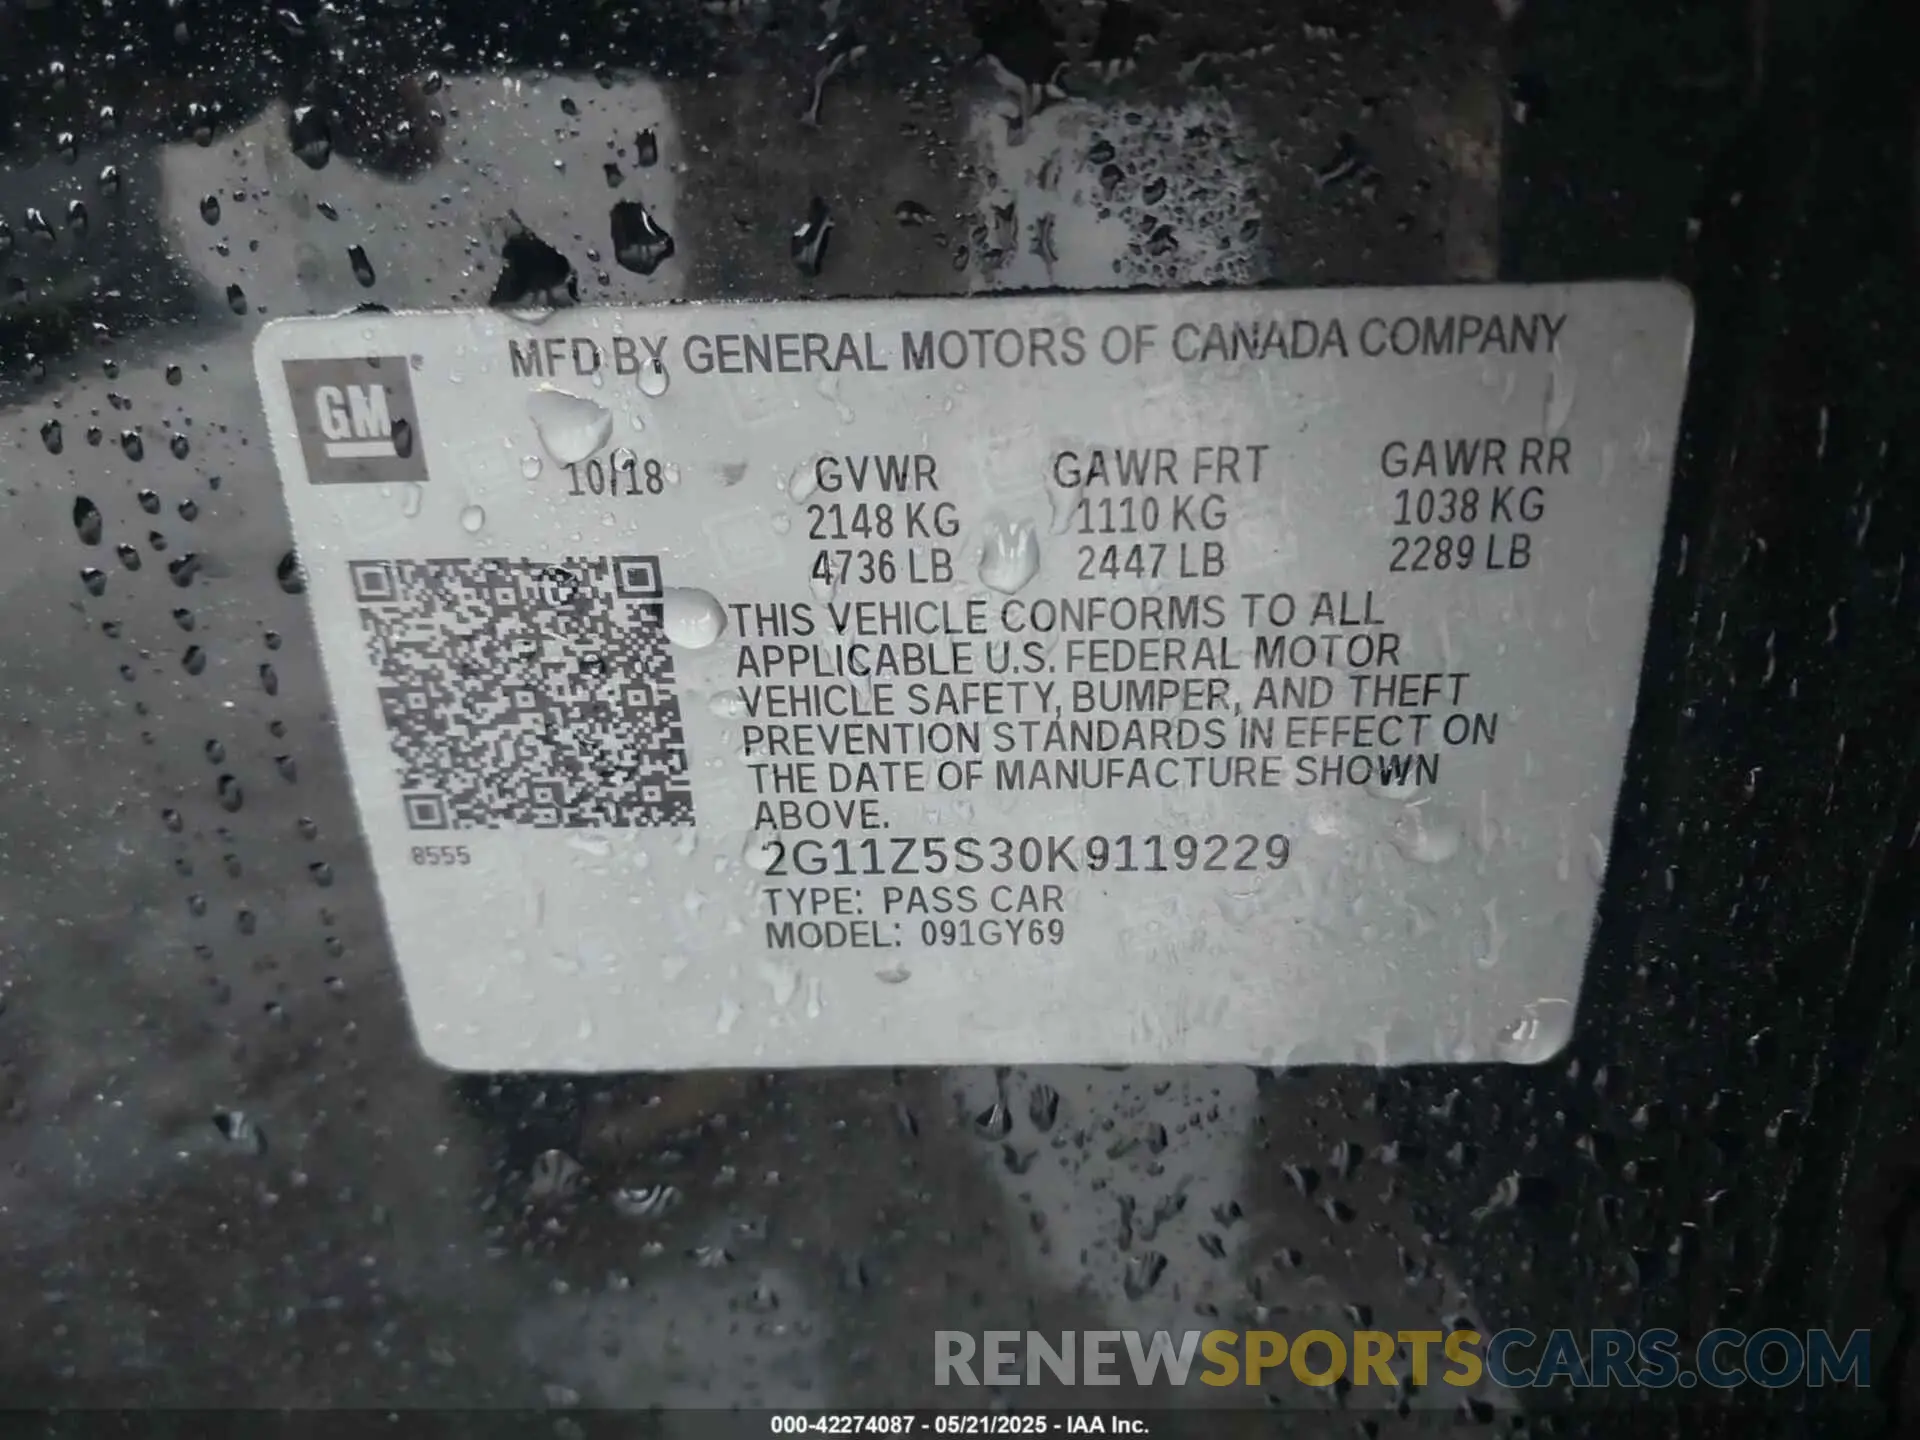 MFD BY GENERAL MOTORS OF CANADA COMPANY
GM
10/18 GVWR GAWR FRT GAWR RR
2148 KG 1110 KG 1038 KG
4736 LB 2447 LB 2289 LB
THIS VEHICLE CONFORMS TO ALL
APPLICABLE U.S. FEDERAL MOTOR
VEHICLE SAFETY, BUMPER, AND THEFT
PREVENTION STANDARDS IN EFFECT ON
THE DATE OF MANUFACTURE SHOWN
ABOVE.
8555
2G11Z5S30K9119229
TYPE: PASS CAR
MODEL: 091GY69
RENEWSPORTSCARS.COM
000-42274087 - 05/21/2025 - IAA Inc.